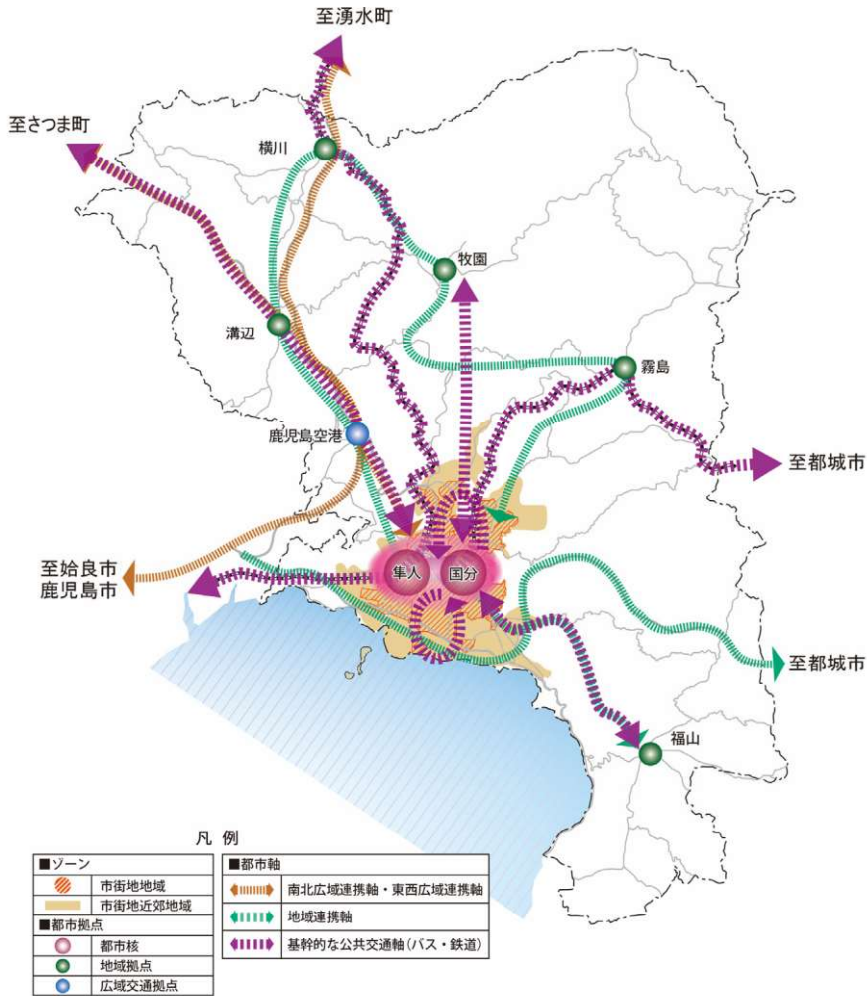 至湧水町
至さつま町
横川
牧園
溝辺
霧島
鹿児島空港
至都城市
至姶良市
鹿児島市
隼人
国分
至都城市
福山
凡 例
■ゾーン
市街地地域
市街地近郊地域
■都市拠点
都市核
地域拠点
広域交通拠点
■都市軸
南北広域連携軸・東西広域連携軸
地域連携軸
基幹的な公共交通軸(バス・鉄道)